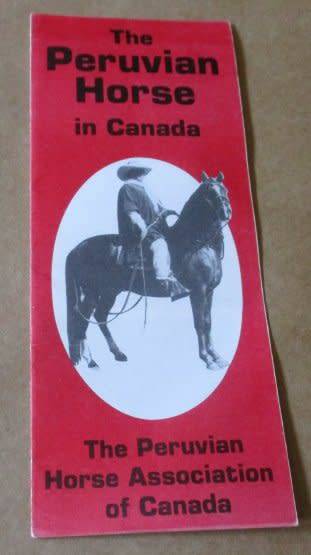 The
Peruvian
Horse
in Canada
The Peruvian
Horse Association
of Canada